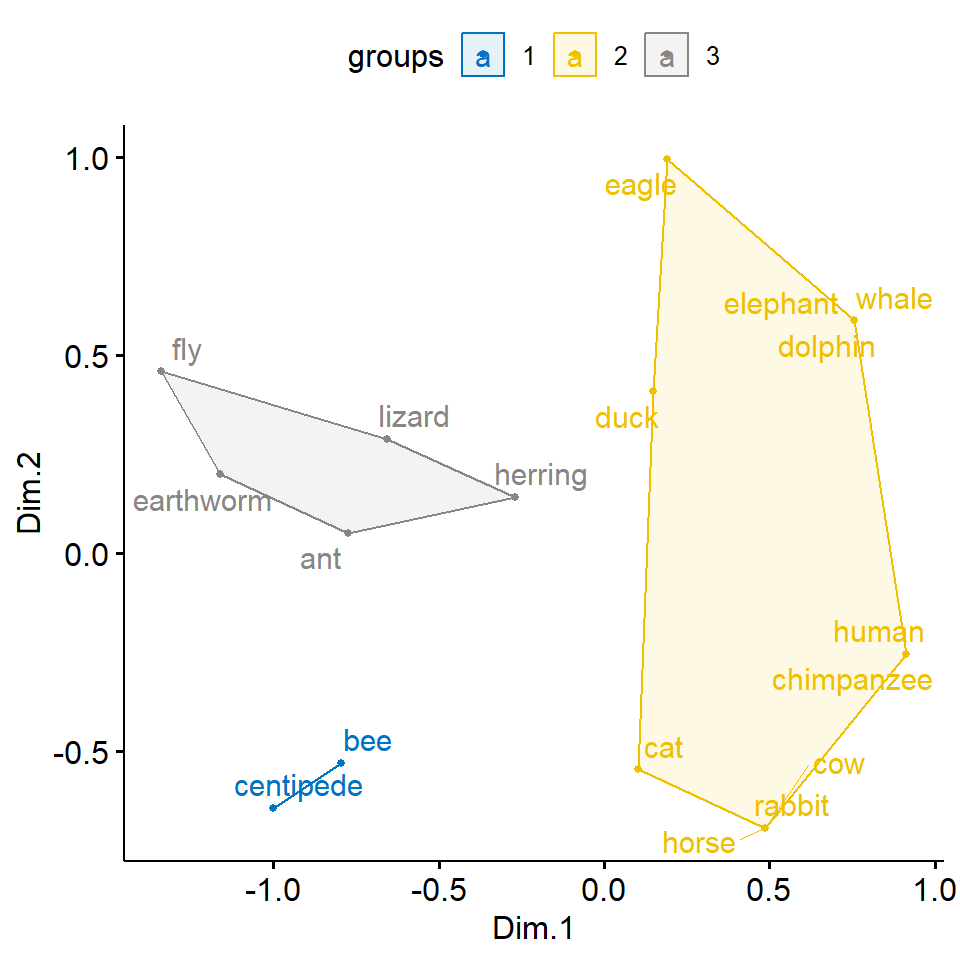 groups a 1 a 2 a 3
1.0
eagle
elephant whale
dolphin
fly
0.5
lizard
duck
herring
earthworm
Dim.2
ant
0.0
human
chimpanzee
bee
cat
-0.5
cow
centipede
rabbit
horse
-1.0 -0.5 0.0 0.5 1.0
Dim.1